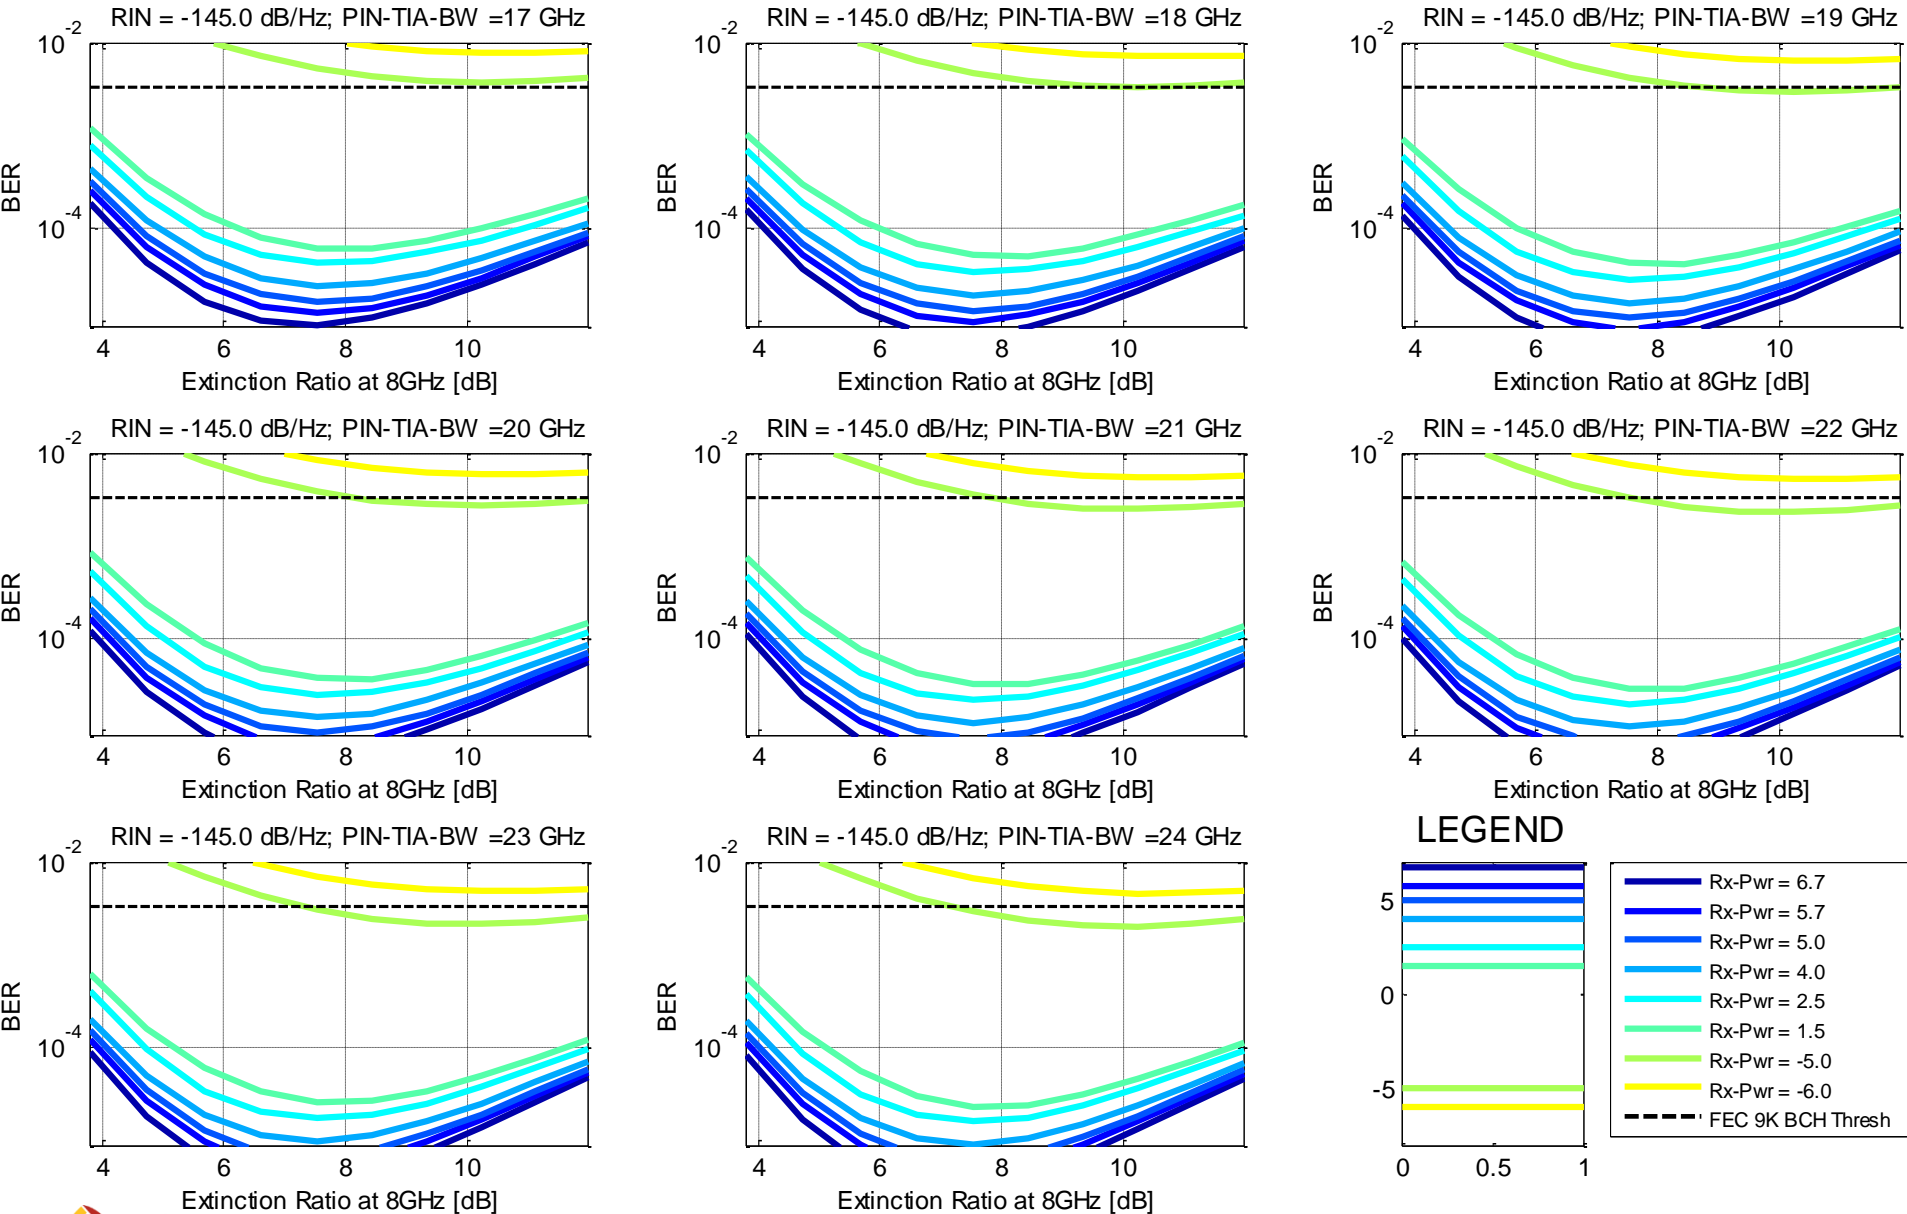 RIN = -145.0 dB/Hz; PIN-TIA-BW =17 GHz
10-2
10-4
BER
4 6 8 10
Extinction Ratio at 8GHz [dB]
RIN = -145.0 dB/Hz; PIN-TIA-BW =18 GHz
10-2
10-4
BER
4 6 8 10
Extinction Ratio at 8GHz [dB]
RIN = -145.0 dB/Hz; PIN-TIA-BW =19 GHz
10-2
10-4
BER
4 6 8 10
Extinction Ratio at 8GHz [dB]
RIN = -145.0 dB/Hz; PIN-TIA-BW =20 GHz
10-2
10-4
BER
4 6 8 10
Extinction Ratio at 8GHz [dB]
RIN = -145.0 dB/Hz; PIN-TIA-BW =21 GHz
10-2
10-4
BER
4 6 8 10
Extinction Ratio at 8GHz [dB]
RIN = -145.0 dB/Hz; PIN-TIA-BW =22 GHz
10-2
10-4
BER
4 6 8 10
Extinction Ratio at 8GHz [dB]
RIN = -145.0 dB/Hz; PIN-TIA-BW =23 GHz
10-2
10-4
BER
4 6 8 10
Extinction Ratio at 8GHz [dB]
RIN = -145.0 dB/Hz; PIN-TIA-BW =24 GHz
10-2
10-4
BER
4 6 8 10
Extinction Ratio at 8GHz [dB]
LEGEND
5
0
-5
0 0.5 1
Rx-Pwr = 6.7
Rx-Pwr = 5.7
Rx-Pwr = 5.0
Rx-Pwr = 4.0
Rx-Pwr = 2.5
Rx-Pwr = 1.5
Rx-Pwr = -5.0
Rx-Pwr = -6.0
FEC 9K BCH Thresh